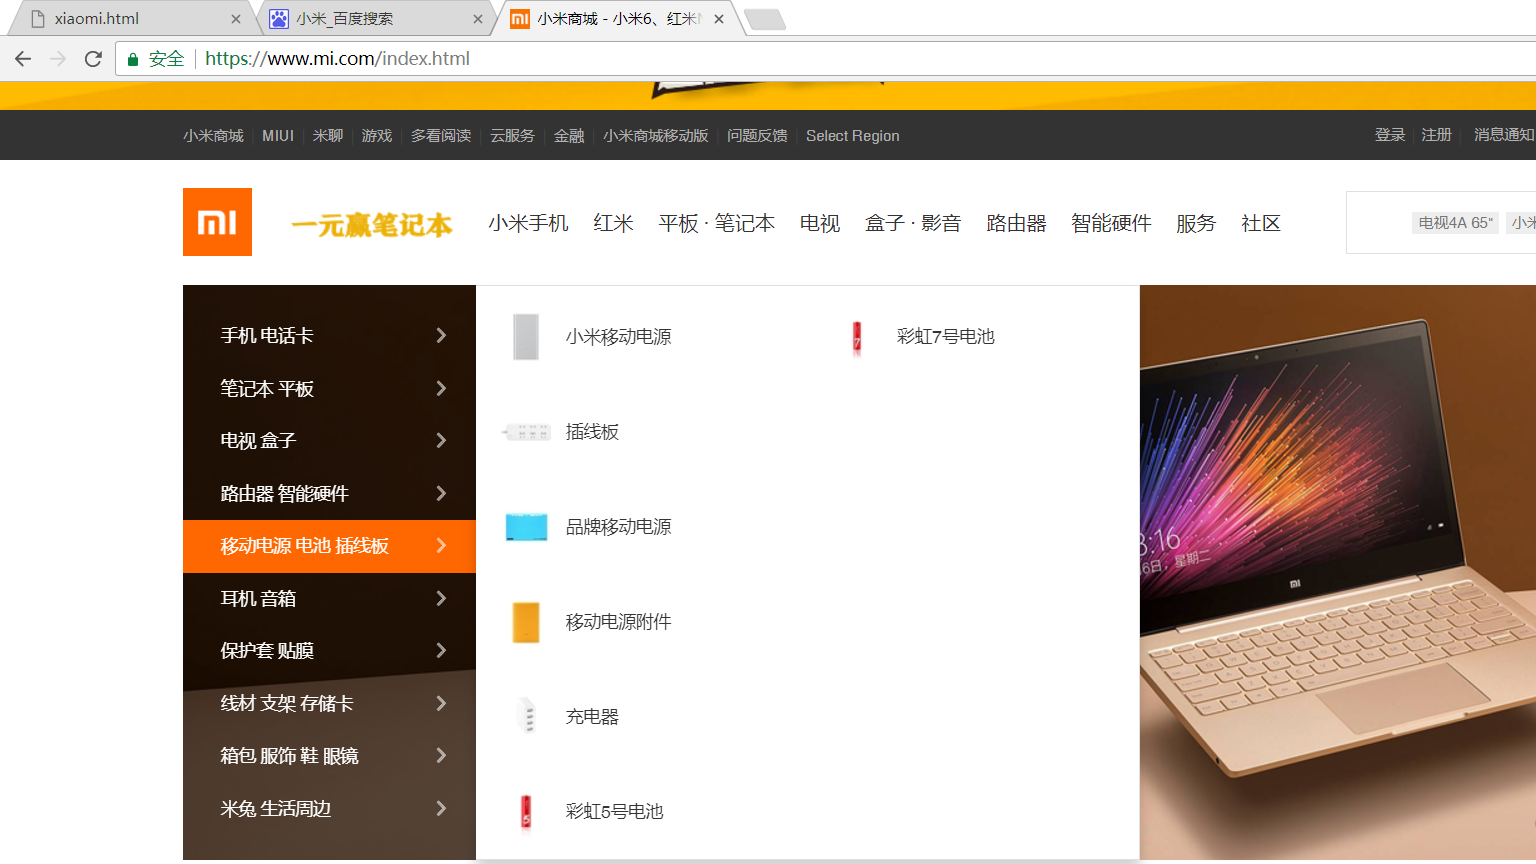 xiaomi.html
小米_百度搜索
小米商城 - 小米6、红米
安全 https://www.mi.com/index.html
小米商城 MIUI 米聊 游戏 多看阅读 云服务 金融 小米商城移动版 问题反馈 Select Region 登录 注册 消息通知
一元赢笔记本 小米手机 红米 平板 · 笔记本 电视 盒子 · 影音 路由器 智能硬件 服务 社区 电视4A 65" 小米
手机 电话卡
笔记本 平板
电视 盒子
路由器 智能硬件
移动电源 电池 插线板
耳机 音箱
保护套 贴膜
线材 支架 存储卡
箱包 服饰 鞋 眼镜
米兔 生活周边
小米移动电源
插线板
品牌移动电源
移动电源附件
充电器
彩虹5号电池
彩虹7号电池
8:16
6日，星期二